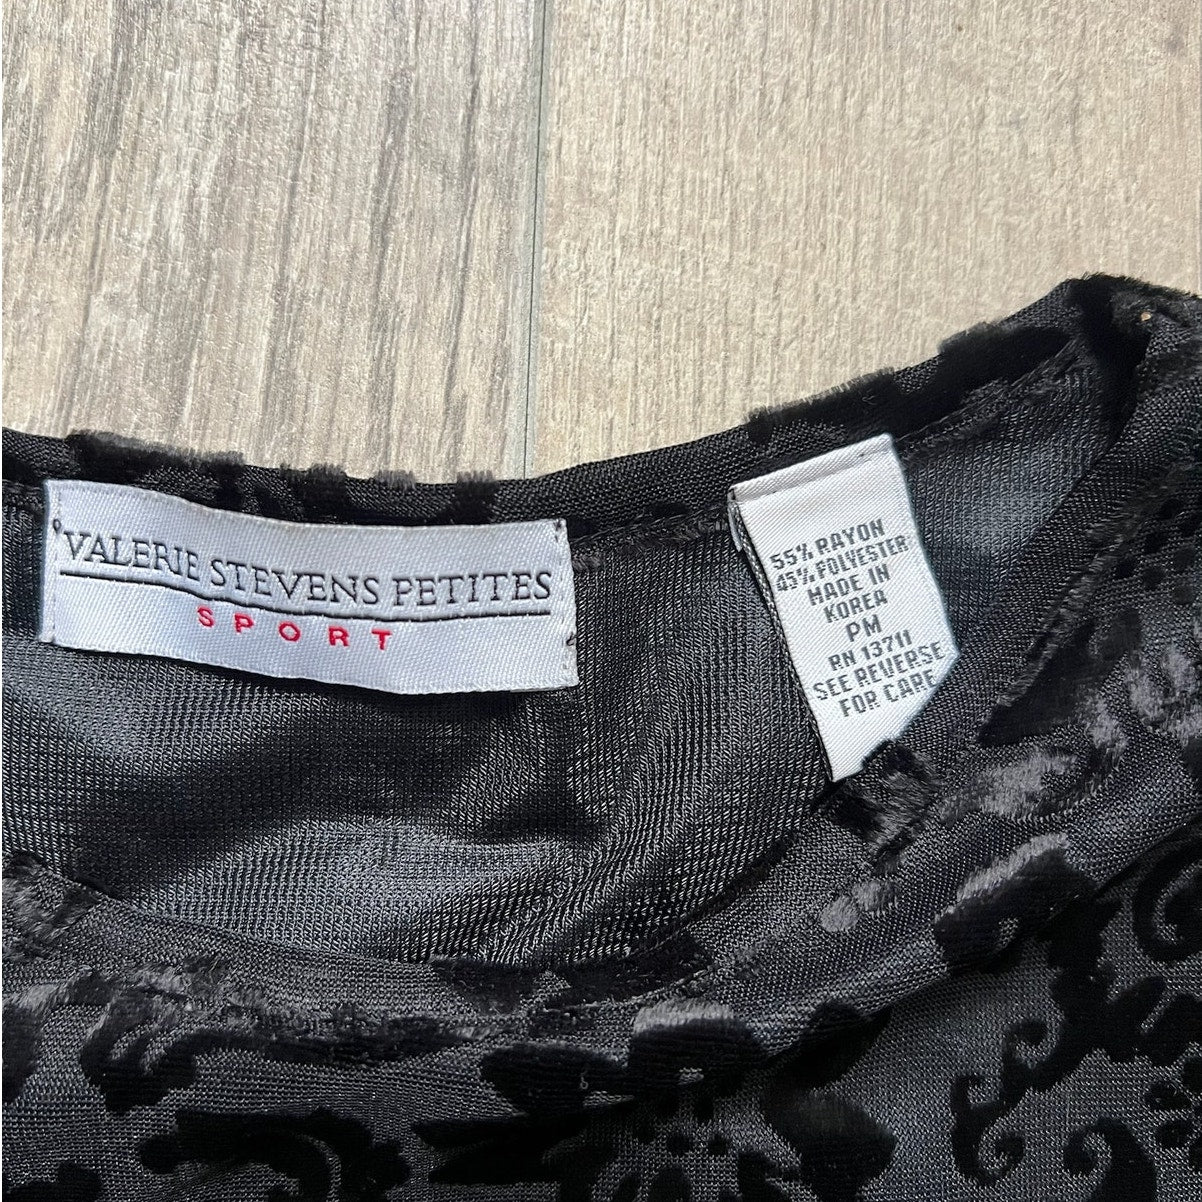 VALERIE STEVENS PETITES
SPORT
55% RAYON
45% POLYESTER
MADE IN
KOREA
PM
RN 13711
SEE REVERSE
FOR CARE